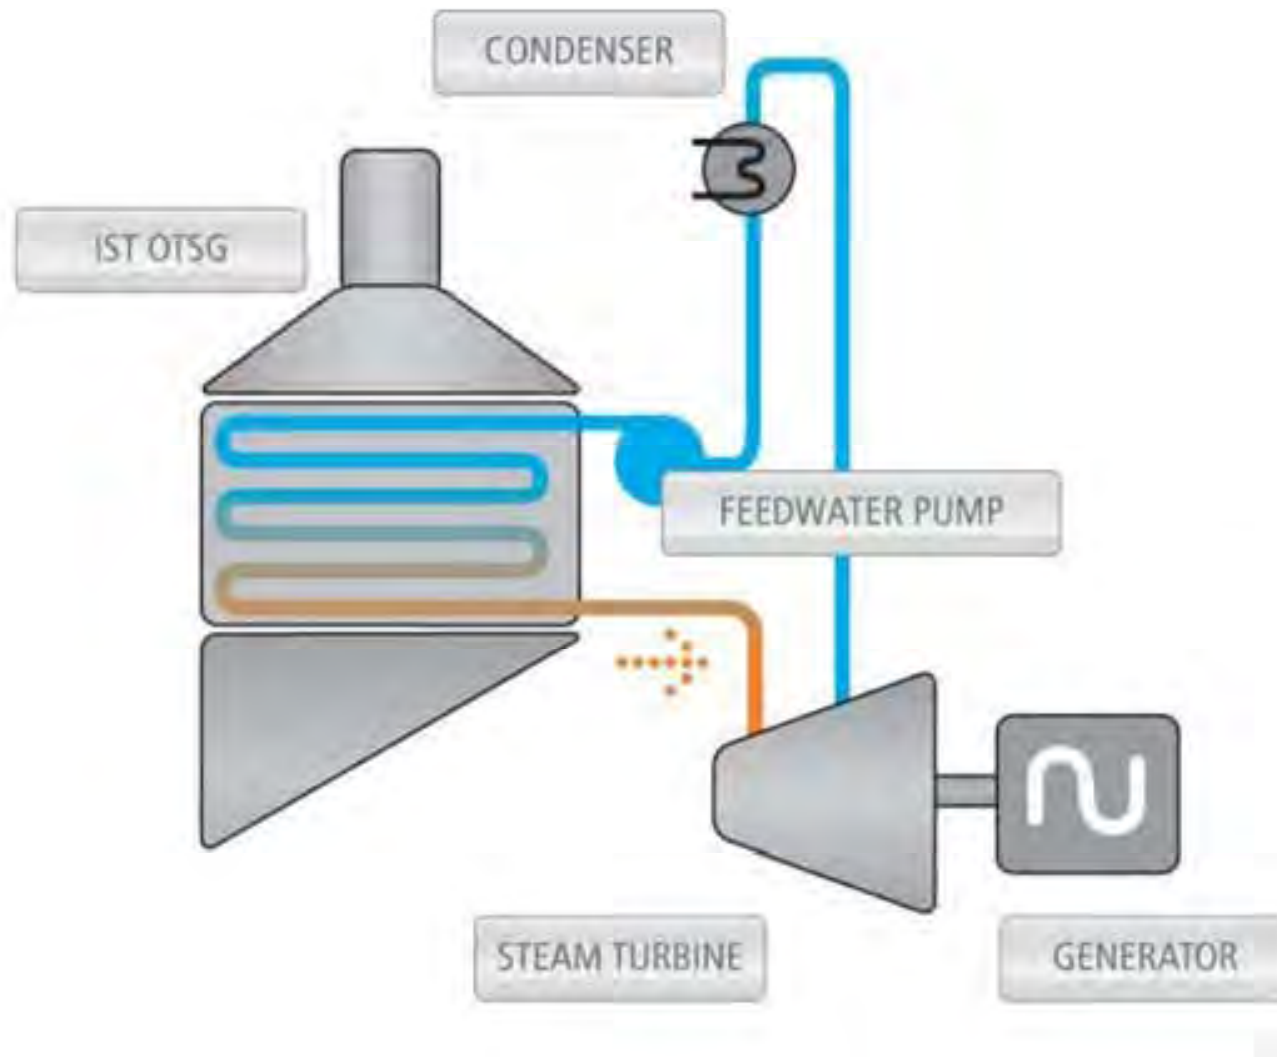 CONDENSER
IST OTSG
FEEDWATER PUMP
STEAM TURBINE
GENERATOR